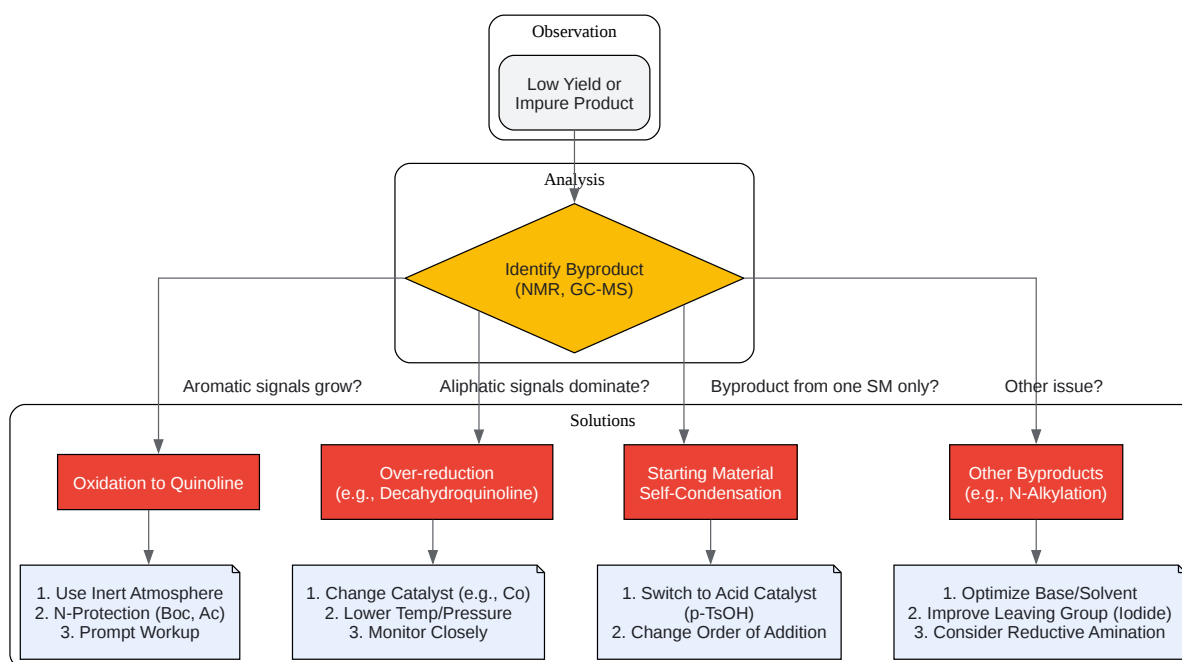 Observation
Low Yield or
Impure Product
Analysis
Identify Byproduct
(NMR, GC-MS)
Aromatic signals grow?
Aliphatic signals dominate?
Byproduct from one SM only?
Other issue?
Solutions
Oxidation to Quinoline
Over-reduction
(e.g., Decahydroquinoline)
Starting Material
Self-Condensation
Other Byproducts
(e.g., N-Alkylation)
1. Use Inert Atmosphere
2. N-Protection (Boc, Ac)
3. Prompt Workup
1. Change Catalyst (e.g., Co)
2. Lower Temp/Pressure
3. Monitor Closely
1. Switch to Acid Catalyst
(p-TsOH)
2. Change Order of Addition
1. Optimize Base/Solvent
2. Improve Leaving Group (Iodide)
3. Consider Reductive Amination